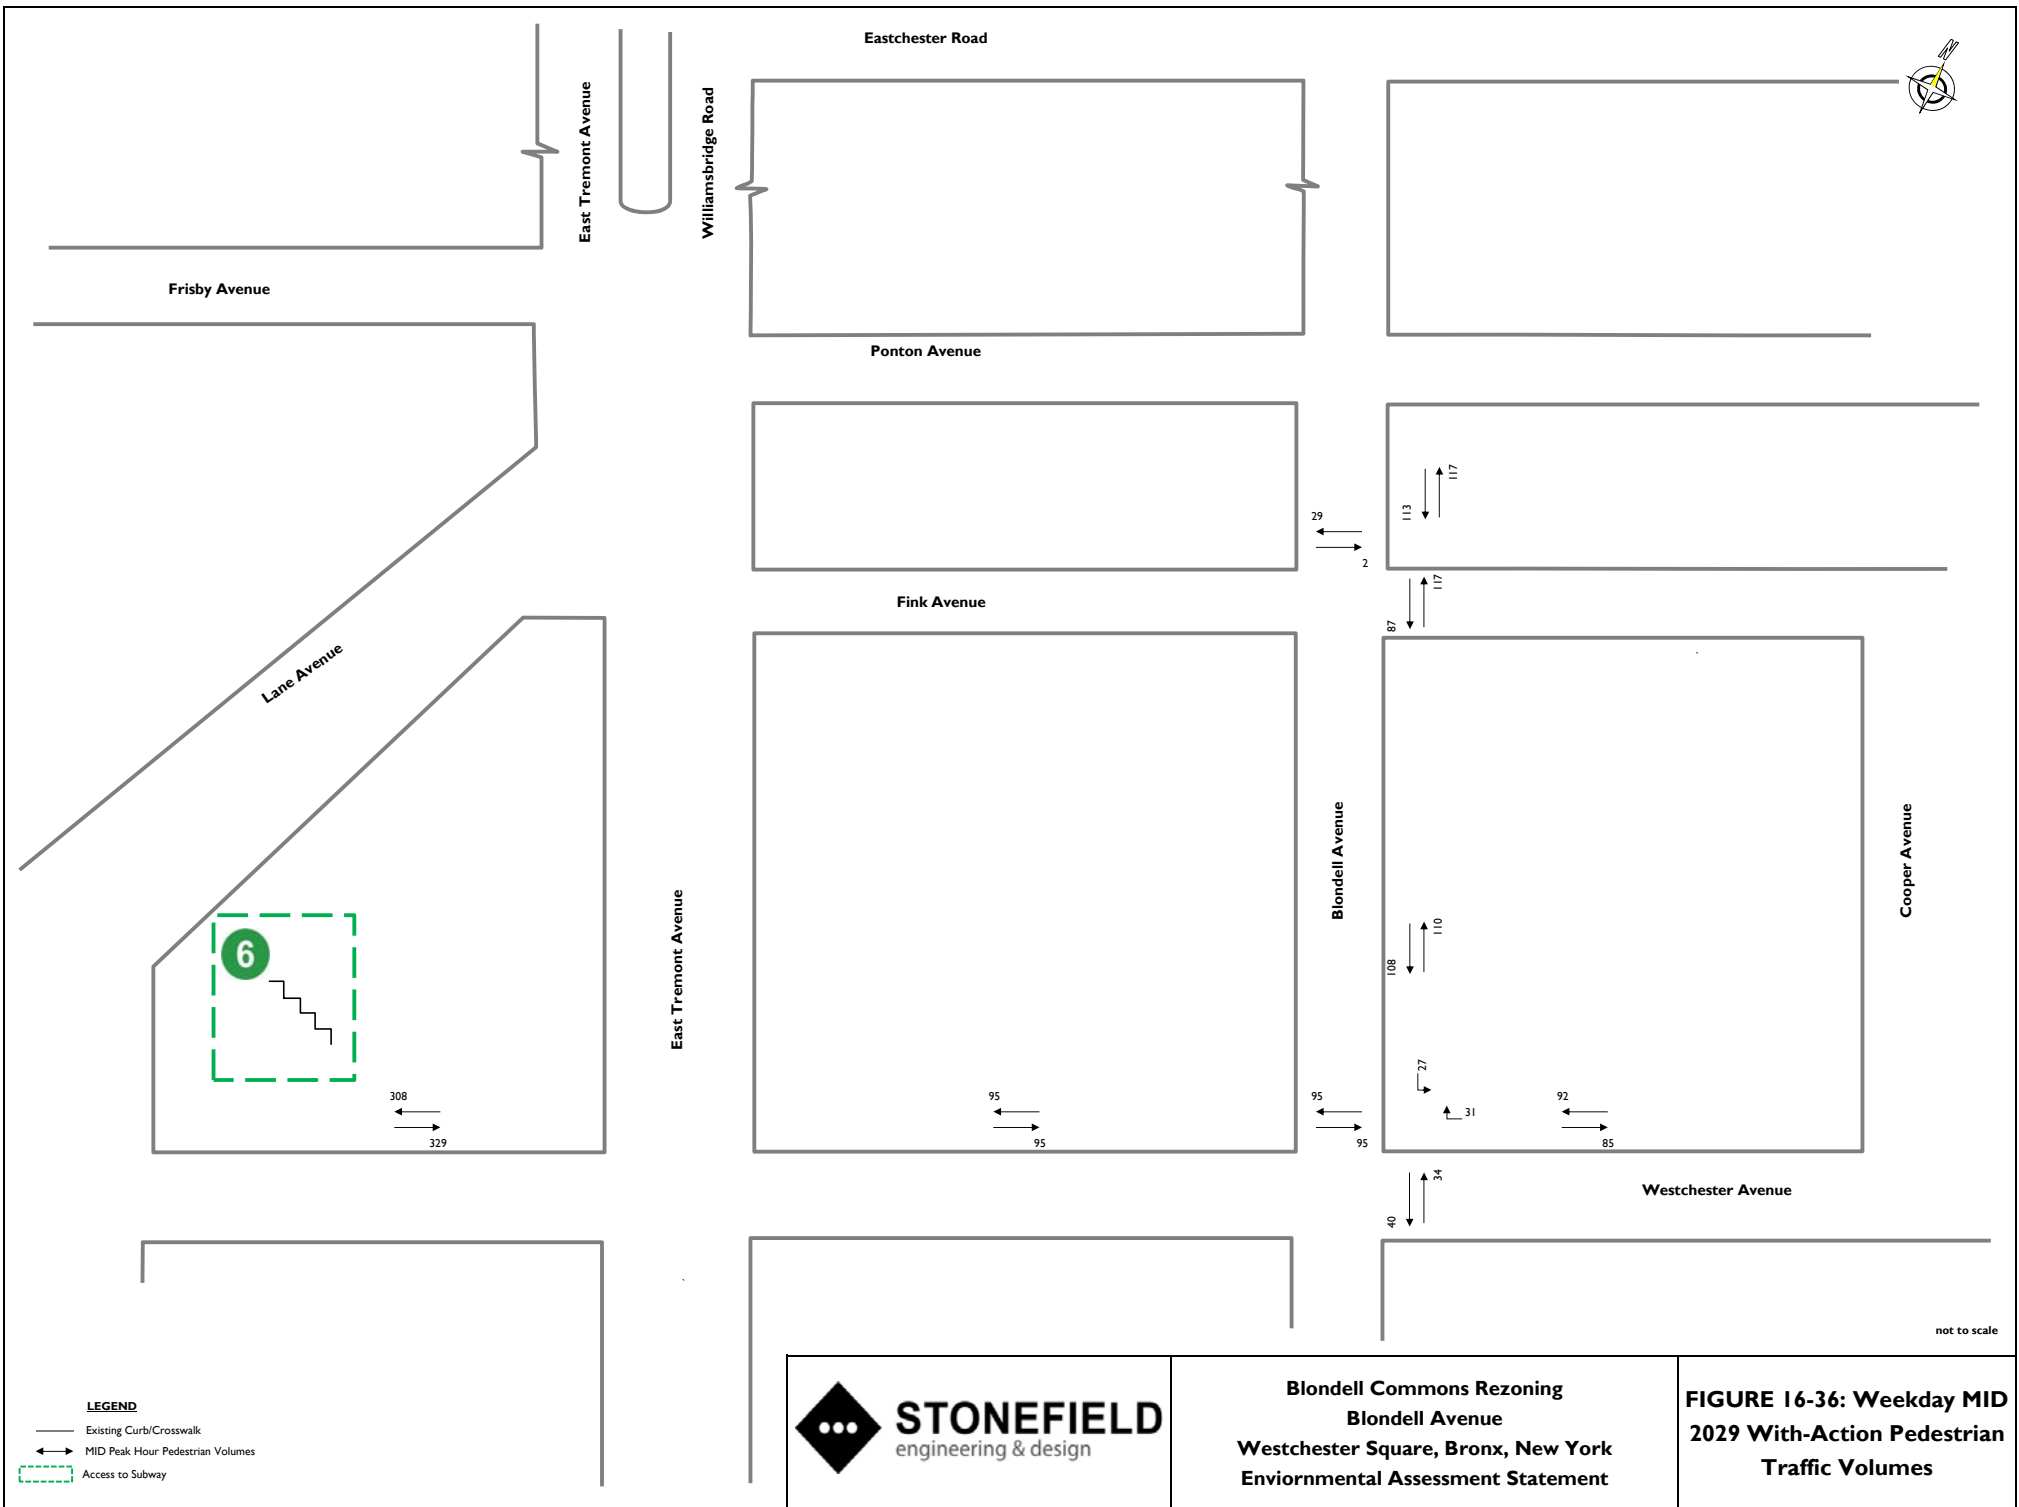 Eastchester Road
N
East Tremont Avenue
Williamsbridge Road
Frisby Avenue
Ponton Avenue
117
113
29
2
117
87
Fink Avenue
Lane Avenue
Blondell Avenue
Cooper Avenue
East Tremont Avenue
6
110
108
27
31
308
329
95
95
95
95
92
85
34
40
Westchester Avenue
not to scale
LEGEND
Existing Curb/Crosswalk
MID Peak Hour Pedestrian Volumes
Access to Subway
STONEFIELD
engineering & design
Blondell Commons Rezoning
Blondell Avenue
Westchester Square, Bronx, New York
Enviornmental Assessment Statement
FIGURE 16-36: Weekday MID
2029 With-Action Pedestrian
Traffic Volumes